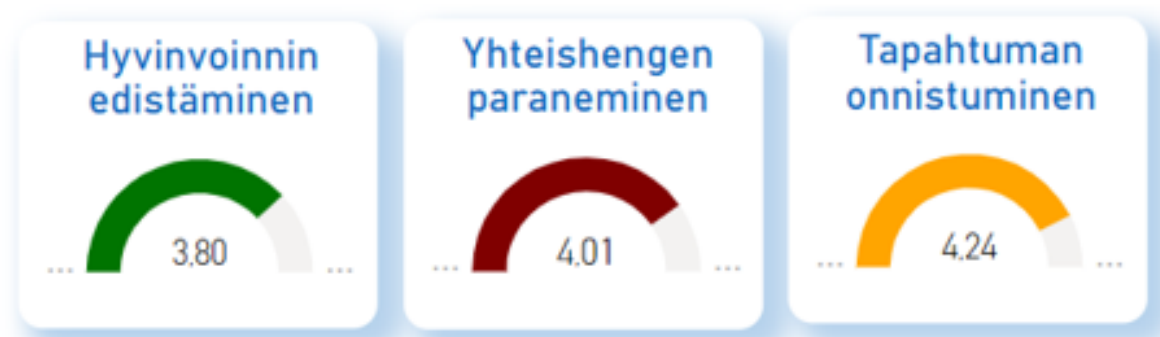 Hyvinvoinnin
edistäminen
3,80
... ...
Yhteishengen
paraneminen
4,01
... ...
Tapahtuman
onnistuminen
4,24
... ...